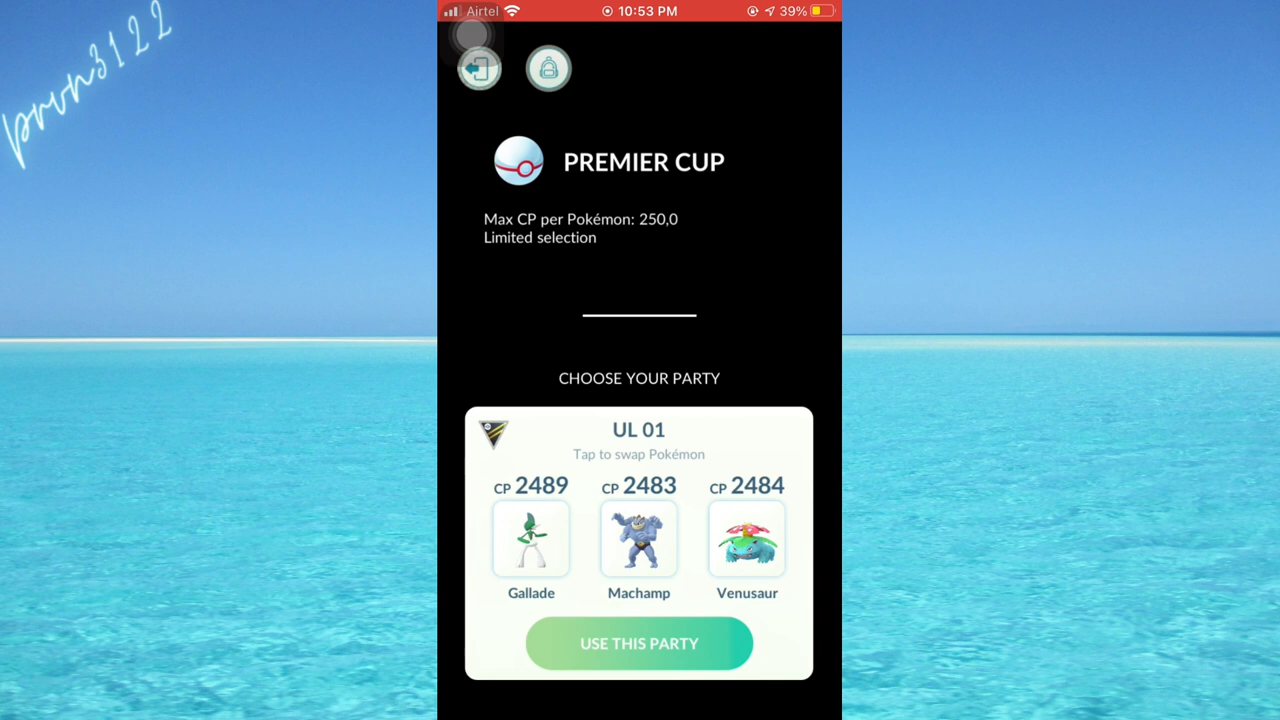 prvn3122
Airtel 10:53 PM 39%
PREMIER CUP
Max CP per Pokémon: 250,0
Limited selection
CHOOSE YOUR PARTY
UL 01
Tap to swap Pokémon
CP 2489 CP 2483 CP 2484
Gallade Machamp Venusaur
USE THIS PARTY